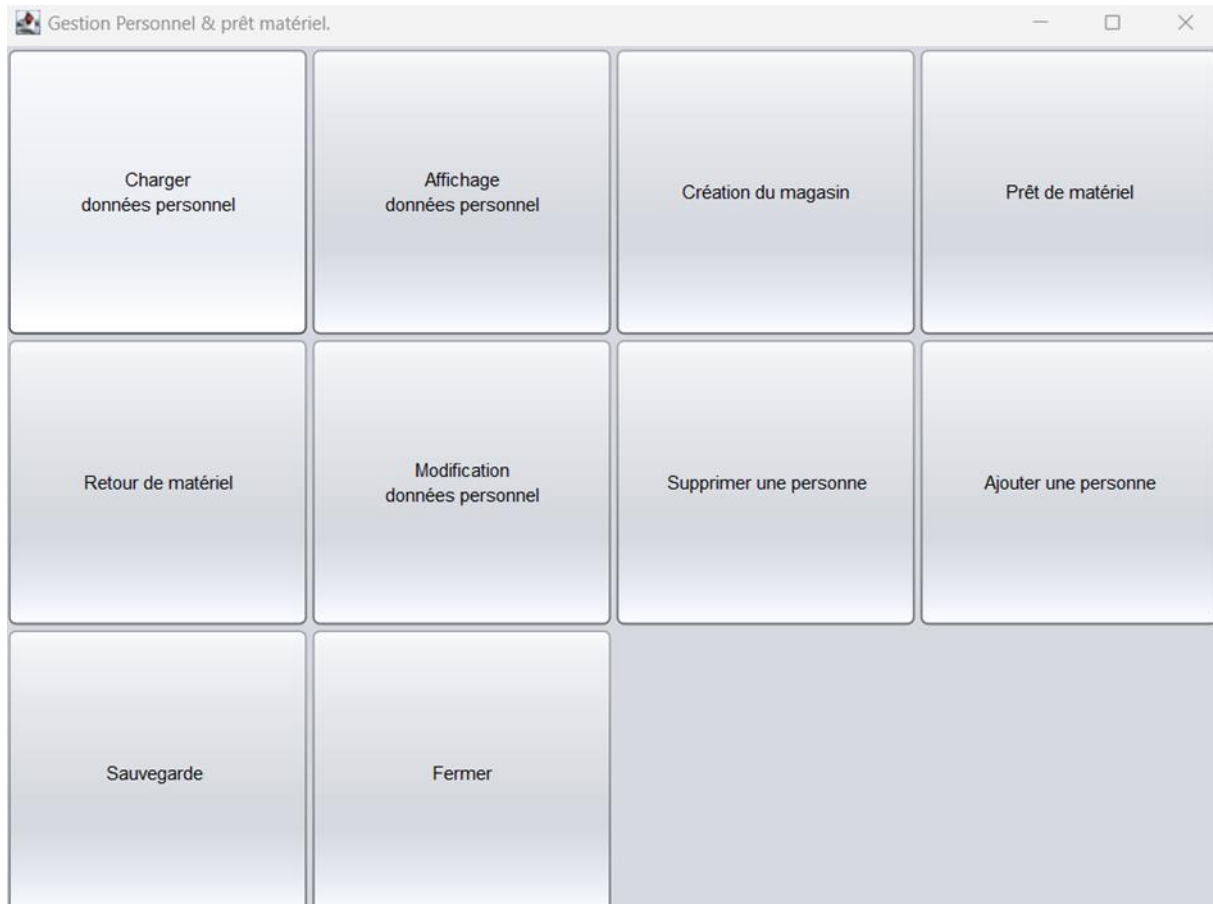 Gestion Personnel & prêt matériel.
Charger
données personnel
Affichage
données personnel
Création du magasin
Prêt de matériel
Retour de matériel
Modification
données personnel
Supprimer une personne
Ajouter une personne
Sauvegarde
Fermer